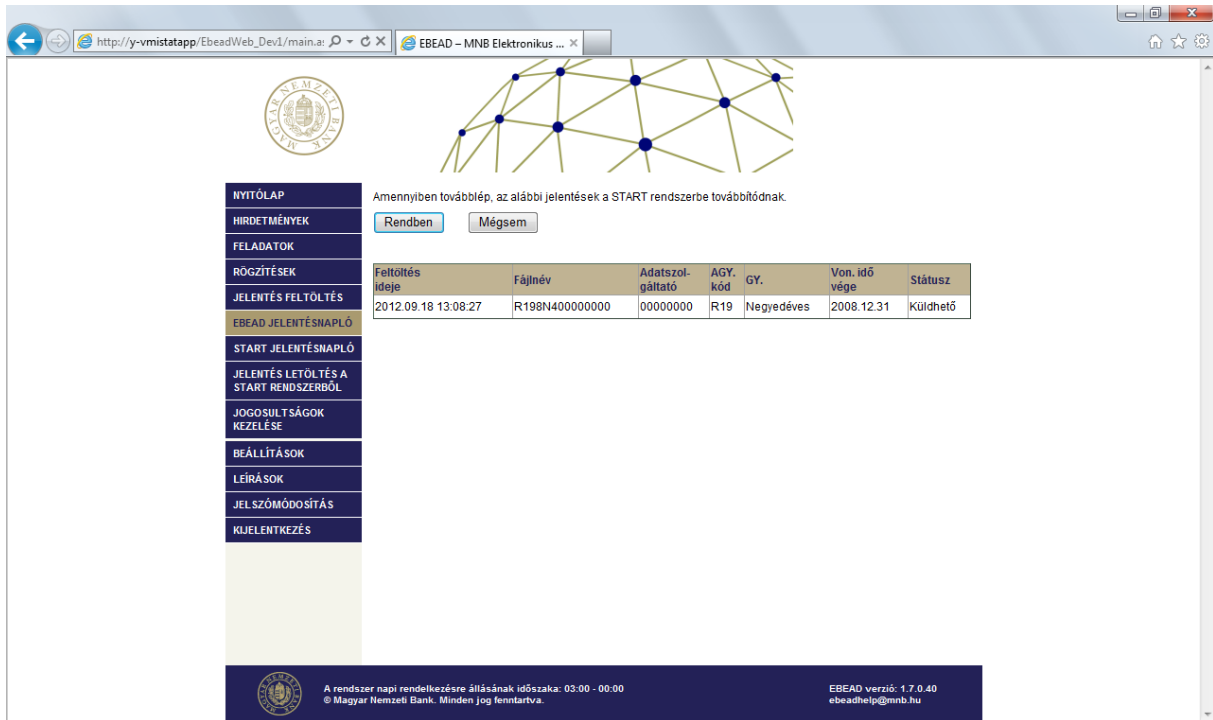 http://y-vmistatapp/EbeadWeb_Dev1/main.a:
EBEAD – MNB Elektronikus ...
MAGYAR NEMZETI BANK
Amennyiben továbblép, az alábbi jelentések a START rendszerbe továbbítódnak.
Rendben Mégsem
NYITÓLAP
HIRDETMÉNYEK
FELADATOK
RÖGZÍTÉSEK
JELENTÉS FELTÖLTÉS
EBEAD JELENTÉSNAPLÓ
START JELENTÉSNAPLÓ
JELENTÉS LETÖLTÉS A
START RENDSZERBŐL
JOGOSULTSÁGOK
KEZELÉSE
BEÁLLÍTÁSOK
LEÍRÁSOK
JELSZÓMÓDOSÍTÁS
KIJELENTKEZÉS
Feltöltés ideje Fájlnév Adatszol-gáltató AGY. kód GY. Von. idő vége Státusz
2012.09.18 13:08:27 R198N400000000 00000000 R19 Negyedéves 2008.12.31 Küldhető
A rendszer napi rendelkezésre állásának időszaka: 03:00 - 00:00
© Magyar Nemzeti Bank. Minden jog fenntartva.
EBEAD verzió: 1.7.0.40
ebeadhelp@mnb.hu